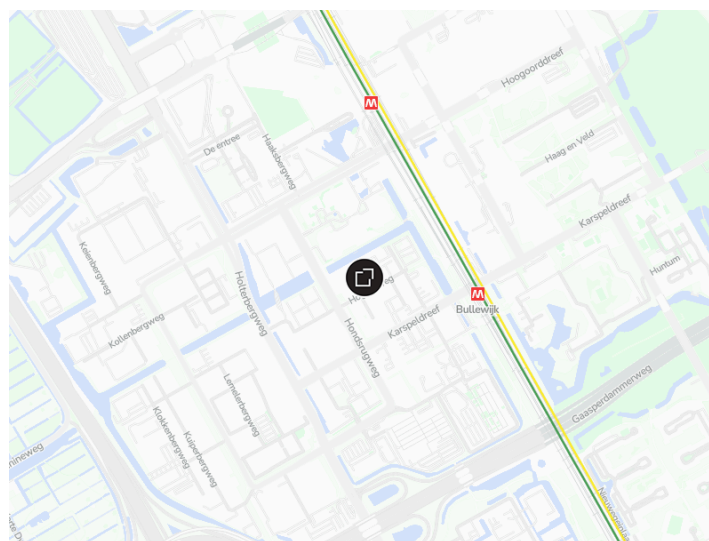 Hoogoorddreef
De entree
Haaksbergweg
Haag en Veld
Karspeldreef
Keienbergweg
Huntum
Holterbergweg
Bullewijk
Kollenbergweg
Karspeldreef
Hondsrugweg
Gaasperdammerweg
Lemelerbergweg
Klokkenbergweg
Kuiperbergweg